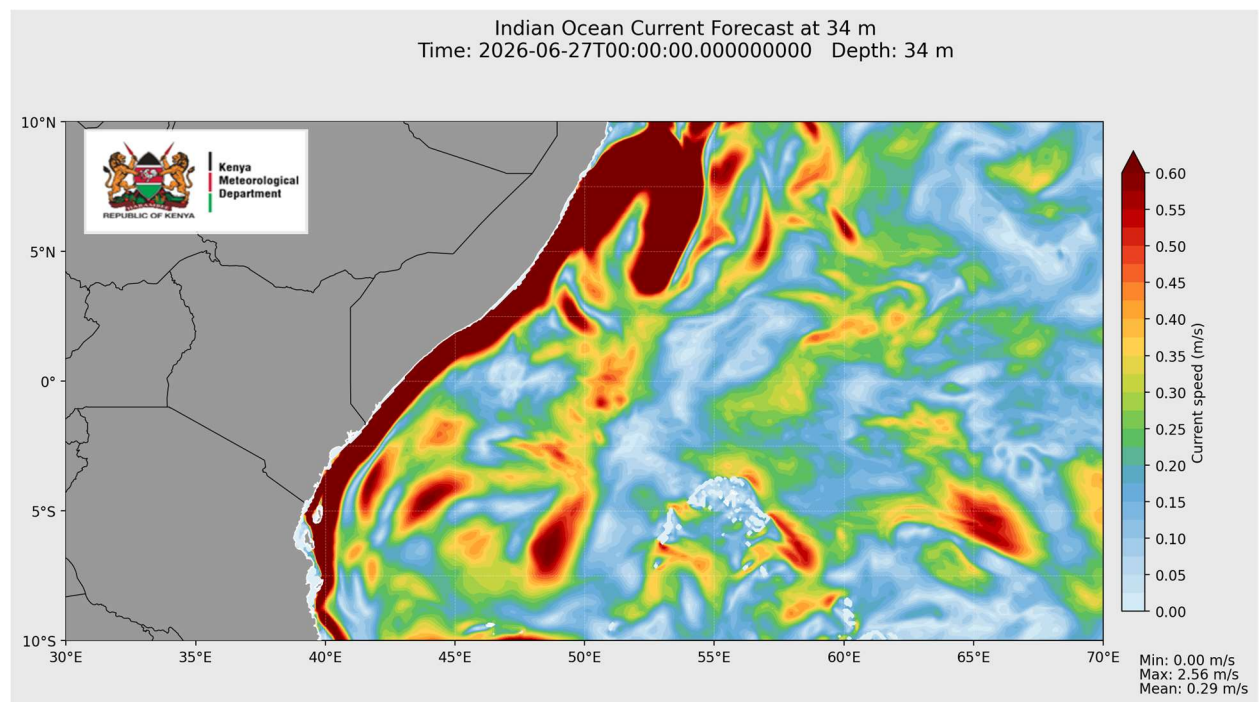 Indian Ocean Current Forecast at 34 m
Time: 2026-06-27T00:00:00.000000000 Depth: 34 m
10°N
5°N
0°
5°S
10°S
30°E
35°E
40°E
45°E
50°E
55°E
60°E
65°E
70°E
Kenya
Meteorological
Department
REPUBLIC OF KENYA
0.60
0.55
0.50
0.45
0.40
0.35
0.30
0.25
0.20
0.15
0.10
0.05
0.00
Current speed (m/s)
Min: 0.00 m/s
Max: 2.56 m/s
Mean: 0.29 m/s